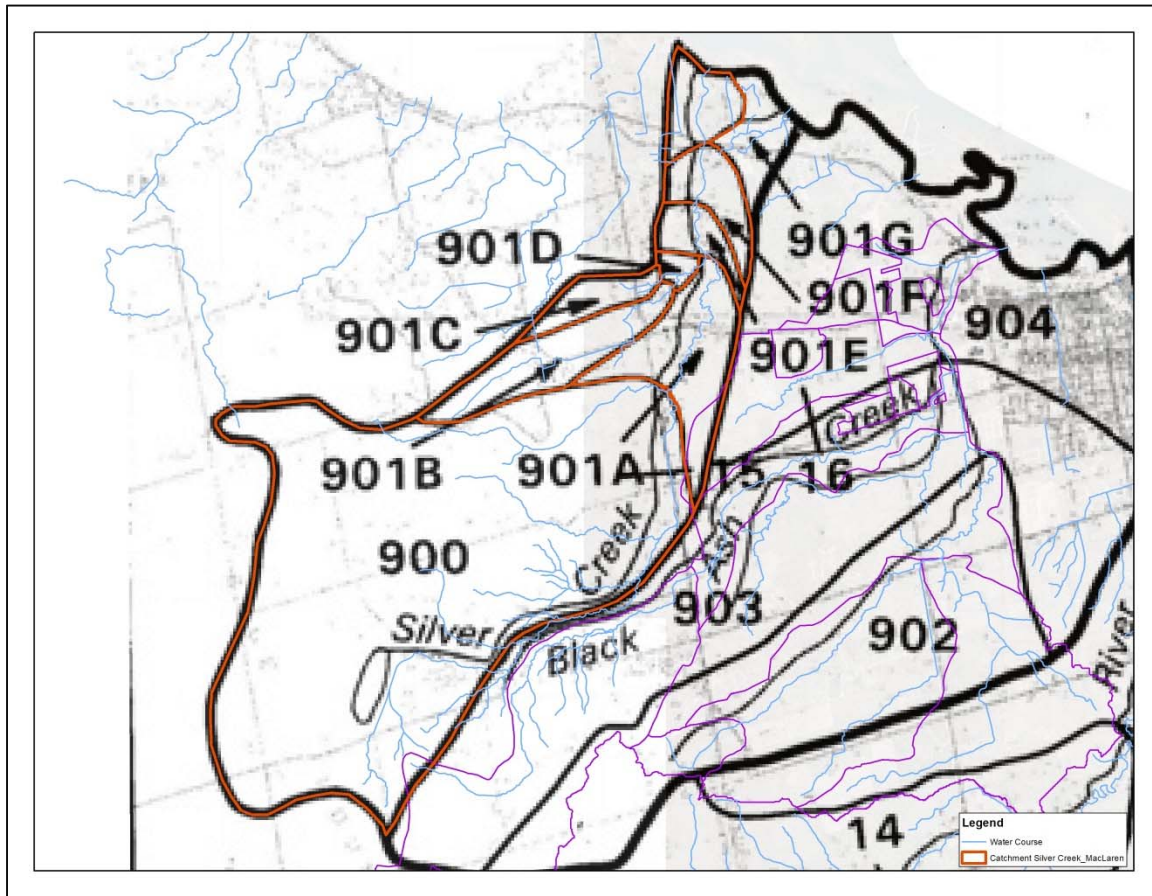 901D
901G
901F
901C
904
901E
Creek
901B
901A
15
16
Creek
Ash
900
903
Silver
Black
902
River
14
Legend
Water Course
Catchment Silver Creek_MacLaren